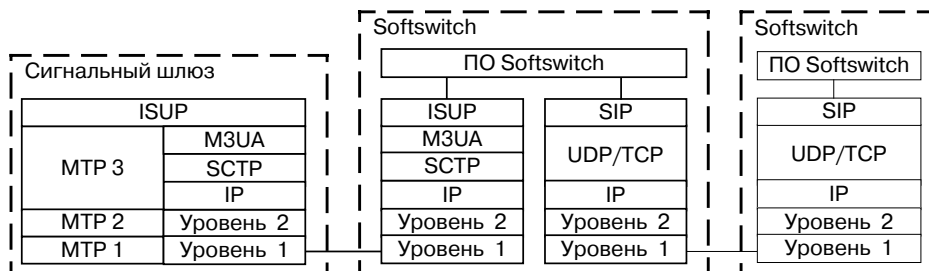 Сигнальный шлюз
ISUP
MTP 3
M3UA
SCTP
IP
MTP 2
Уровень 2
MTP 1
Уровень 1
Softswitch
ПО Softswitch
ISUP
M3UA
SCTP
IP
Уровень 2
Уровень 1
SIP
UDP/TCP
IP
Уровень 2
Уровень 1
Softswitch
ПО Softswitch
SIP
UDP/TCP
IP
Уровень 2
Уровень 1